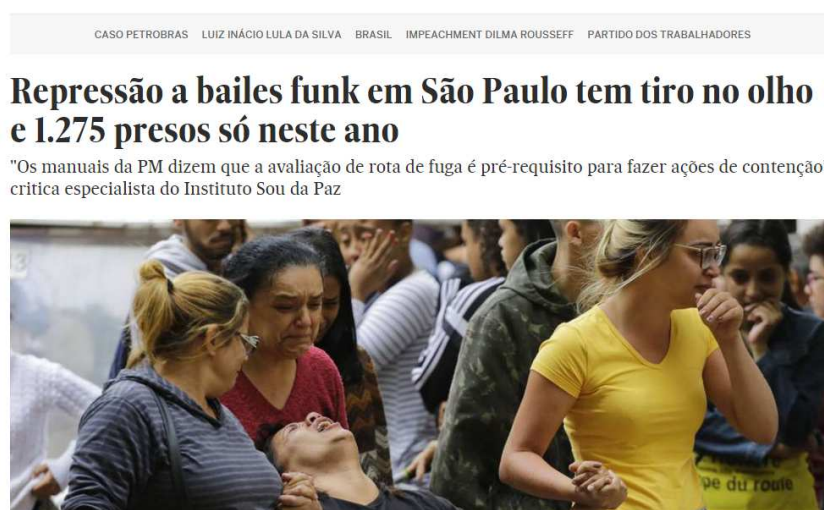 CASO PETROBRAS LUIZ INÁCIO LULA DA SILVA BRASIL IMPEACHMENT DILMA ROUSSEFF PARTIDO DOS TRABALHADORES
Repressão a bailes funk em São Paulo tem tiro no olho
e 1.275 presos só neste ano
"Os manuais da PM dizem que a avaliação de rota de fuga é pré-requisito para fazer ações de contenção"
critica especialista do Instituto Sou da Paz
pe du route